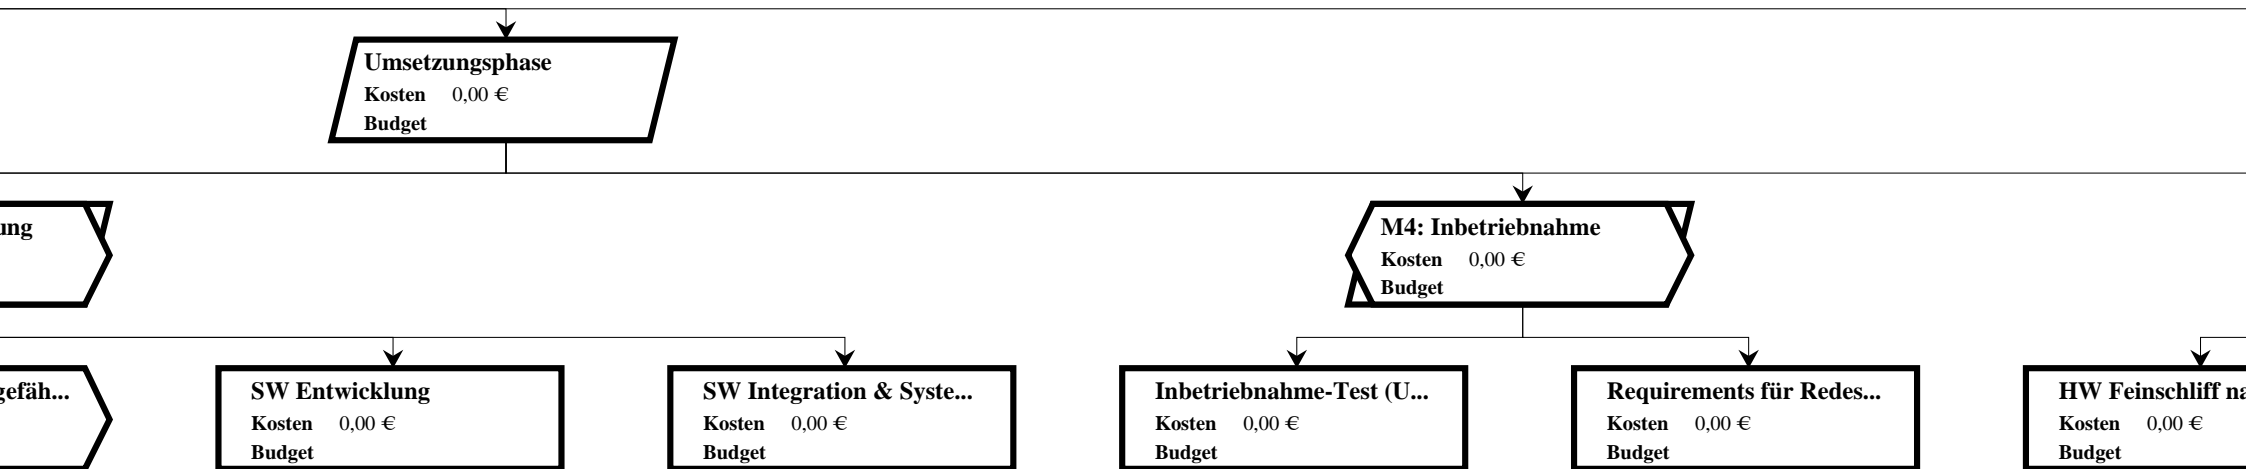 Umsetzungsphase
Kosten 0,00 €
Budget
ung
M4: Inbetriebnahme
Kosten 0,00 €
Budget
gefäh...
SW Entwicklung
Kosten 0,00 €
Budget
SW Integration & Syste...
Kosten 0,00 €
Budget
Inbetriebnahme-Test (U...
Kosten 0,00 €
Budget
Requirements für Redes...
Kosten 0,00 €
Budget
HW Feinschliff na
Kosten 0,00 €
Budget